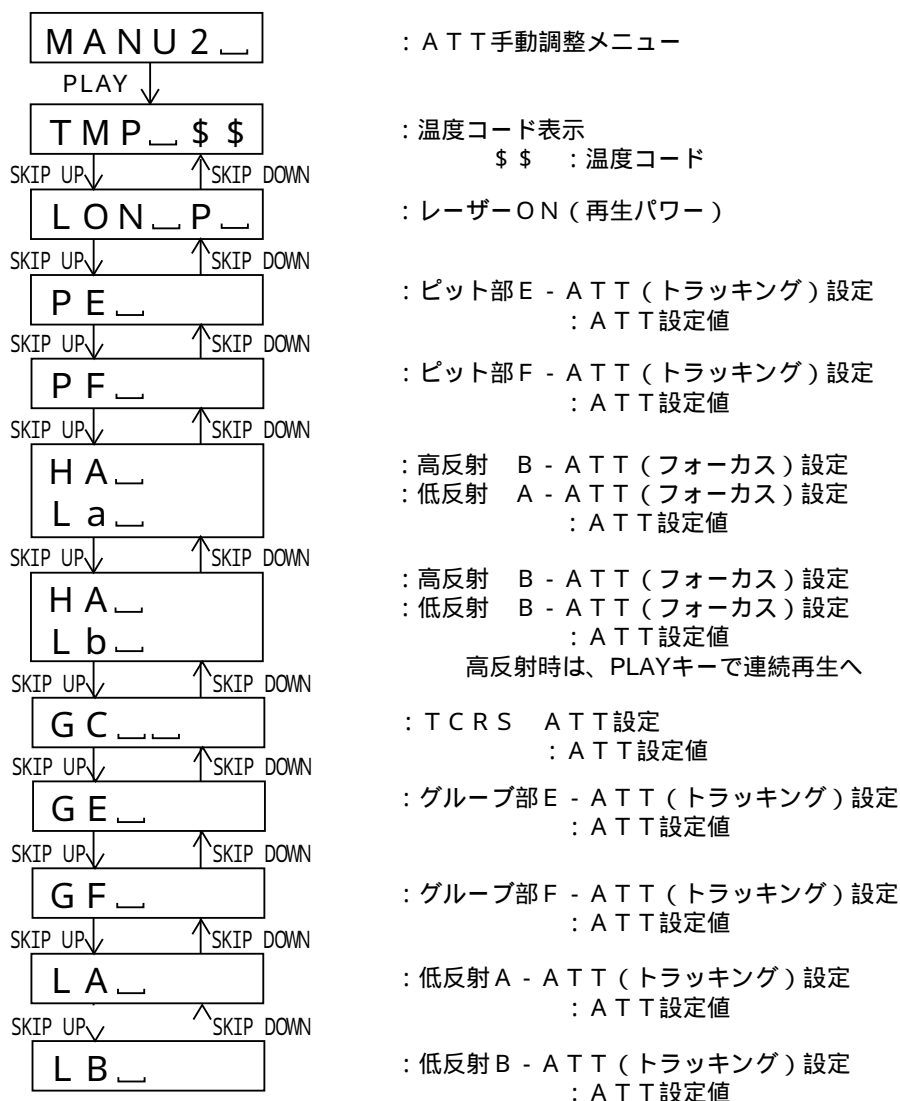 MANU2␣ ：ＡＴＴ手動調整メニュー
PLAY
TMP␣$$ ：温度コード表示
$$ ：温度コード
SKIP UP SKIP DOWN
LON␣P␣ ：レーザーＯＮ（再生パワー）
SKIP UP SKIP DOWN
PE␣ ：ピット部Ｅ-ＡＴＴ（トラッキング）設定
：ＡＴＴ設定値
SKIP UP SKIP DOWN
PF␣ ：ピット部Ｆ-ＡＴＴ（トラッキング）設定
：ＡＴＴ設定値
SKIP UP SKIP DOWN
HA␣ ：高反射 Ｂ-ＡＴＴ（フォーカス）設定
La␣ ：低反射 Ａ-ＡＴＴ（フォーカス）設定
：ＡＴＴ設定値
SKIP UP SKIP DOWN
HA␣ ：高反射 Ｂ-ＡＴＴ（フォーカス）設定
Lb␣ ：低反射 Ｂ-ＡＴＴ（フォーカス）設定
：ＡＴＴ設定値
高反射時は、PLAYキーで連続再生へ
SKIP UP SKIP DOWN
GC␣␣ ：ＴＣＲＳ ＡＴＴ設定
：ＡＴＴ設定値
SKIP UP SKIP DOWN
GE␣ ：グルーブ部Ｅ-ＡＴＴ（トラッキング）設定
：ＡＴＴ設定値
SKIP UP SKIP DOWN
GF␣ ：グルーブ部Ｆ-ＡＴＴ（トラッキング）設定
：ＡＴＴ設定値
SKIP UP SKIP DOWN
LA␣ ：低反射Ａ-ＡＴＴ（トラッキング）設定
：ＡＴＴ設定値
SKIP UP SKIP DOWN
LB␣ ：低反射Ｂ-ＡＴＴ（トラッキング）設定
：ＡＴＴ設定値